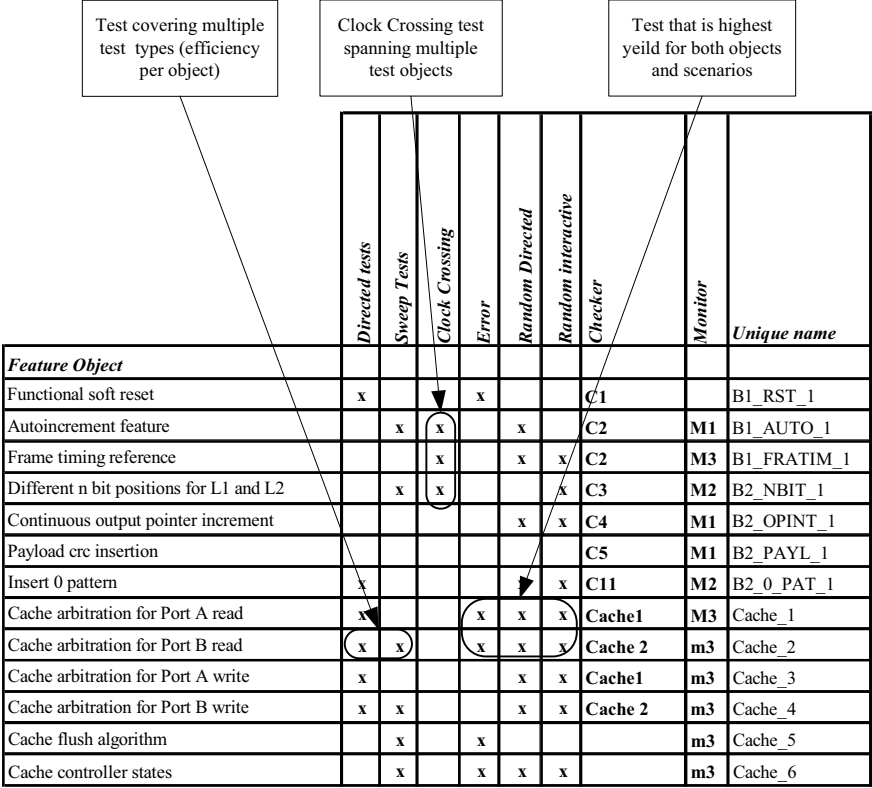 Test covering multiple
test types (efficiency
per object)
Clock Crossing test
spanning multiple
test objects
Test that is highest
yeild for both objects
and scenarios
Directed tests
Sweep Tests
Clock Crossing
Error
Random Directed
Random interactive
Checker
Monitor
Unique name
Feature Object
Functional soft reset x x C1 B1_RST_1
Autoincrement feature x x x C2 M1 B1_AUTO_1
Frame timing reference x x x C2 M3 B1_FRATIM_1
Different n bit positions for L1 and L2 x x x C3 M2 B2_NBIT_1
Continuous output pointer increment x x C4 M1 B2_OPINT_1
Payload crc insertion C5 M1 B2_PAYL_1
Insert 0 pattern x x x C11 M2 B2_0_PAT_1
Cache arbitration for Port A read x x x x Cache1 M3 Cache_1
Cache arbitration for Port B read x x x x x Cache 2 m3 Cache_2
Cache arbitration for Port A write x x x Cache1 m3 Cache_3
Cache arbitration for Port B write x x x x Cache 2 m3 Cache_4
Cache flush algorithm x x m3 Cache_5
Cache controller states x x x x m3 Cache_6